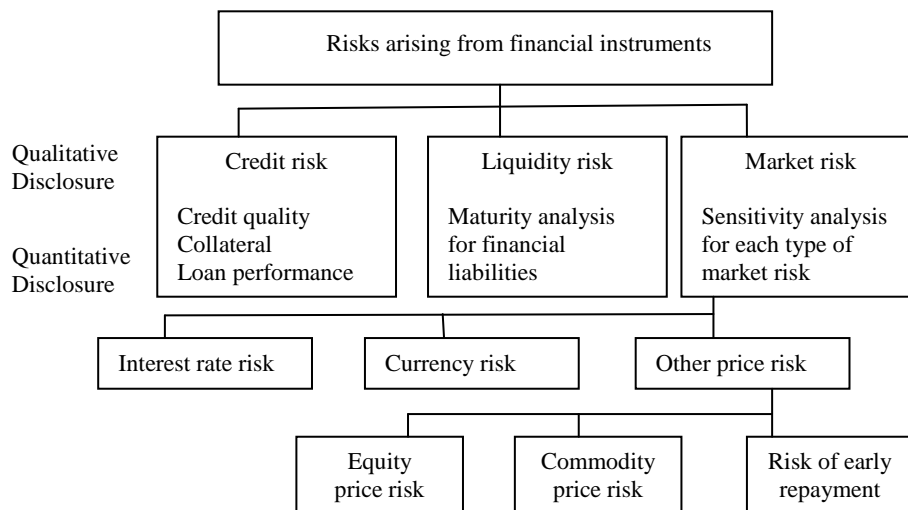 Risks arising from financial instruments
Qualitative
Disclosure
Quantitative
Disclosure
Credit risk
Credit quality
Collateral
Loan performance
Liquidity risk
Maturity analysis
for financial
liabilities
Market risk
Sensitivity analysis
for each type of
market risk
Interest rate risk
Currency risk
Other price risk
Equity
price risk
Commodity
price risk
Risk of early
repayment